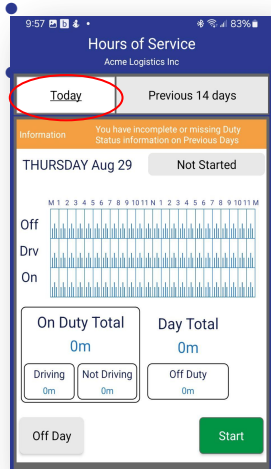 9:57 83%
Hours of Service
Acme Logistics Inc
Today Previous 14 days
Information You have incomplete or missing Duty
Status information on Previous Days
THURSDAY Aug 29 Not Started
M 1 2 3 4 5 6 7 8 9 10 11 N 1 2 3 4 5 6 7 8 9 10 11 M
Off
Drv
On
On Duty Total Day Total
0m 0m
Driving Not Driving Off Duty
0m 0m 0m
Off Day Start